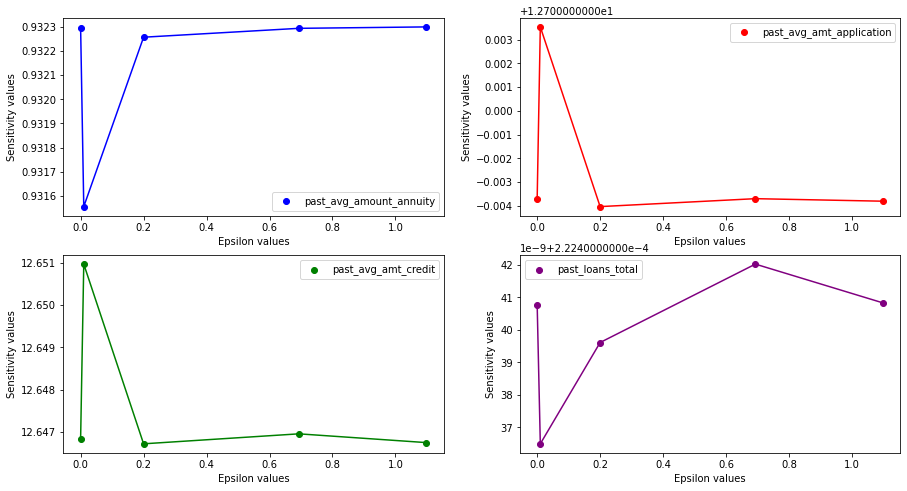 0.9323
0.9322
0.9321
0.9320
0.9319
0.9318
0.9317
0.9316
Sensitivity values
past_avg_amount_annuity
0.0 0.2 0.4 0.6 0.8 1.0
Epsilon values
+1.2700000000e1
0.003
0.002
0.001
0.000
−0.001
−0.002
−0.003
−0.004
Sensitivity values
past_avg_amt_application
0.0 0.2 0.4 0.6 0.8 1.0
Epsilon values
12.651
12.650
12.649
12.648
12.647
Sensitivity values
past_avg_amt_credit
0.0 0.2 0.4 0.6 0.8 1.0
Epsilon values
1e−9+2.2240000000e−4
42
41
40
39
38
37
Sensitivity values
past_loans_total
0.0 0.2 0.4 0.6 0.8 1.0
Epsilon values